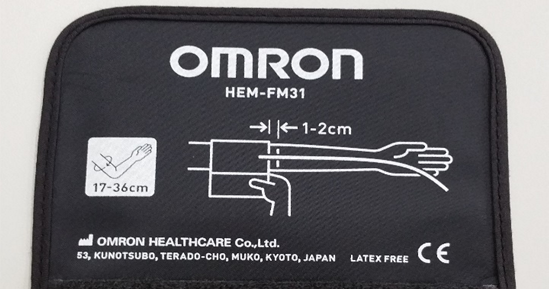 OMRON
HEM-FM31
1-2cm
17-36cm
OMRON HEALTHCARE Co.,Ltd.
53, KUNOTSUBO, TERADO-CHO, MUKO, KYOTO, JAPAN LATEX FREE CE